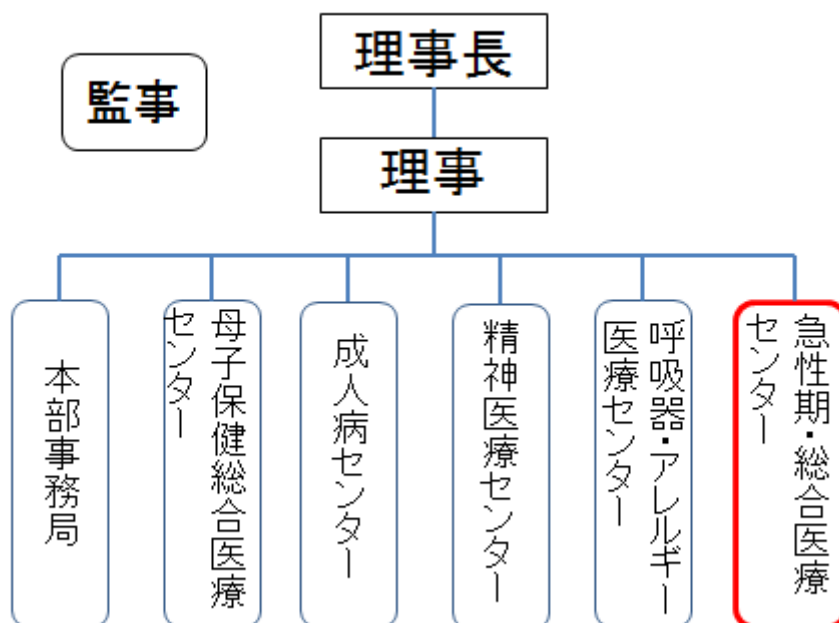 理事長
監事
理事
本部事務局
母子保健総合医療
センター
成人病センター
精神医療センター
呼吸器・アレルギー
医療センター
急性期・総合医療
センター